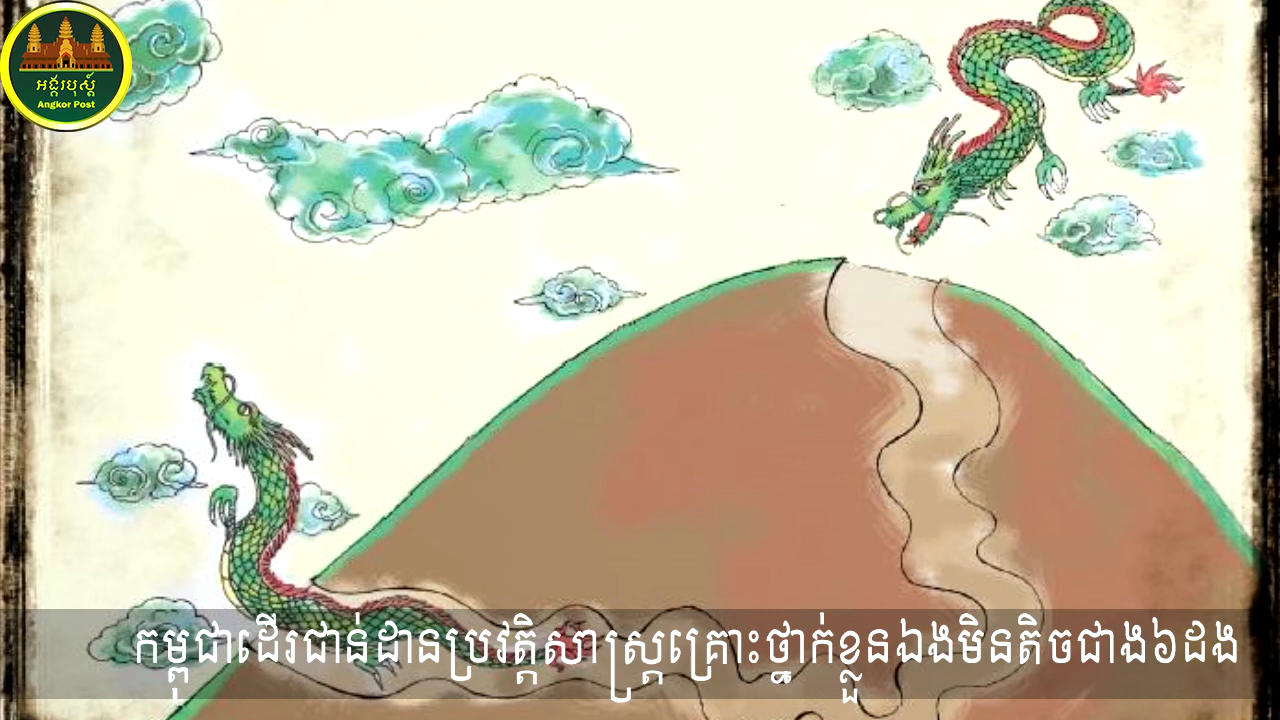 អង្គរបុស្តិ៍
Angkor Post
កម្ពុជាដើរជាន់ដានប្រវត្តិសាស្ត្រគ្រោះថ្នាក់ខ្លួនឯងមិនតិចជាង៦ដង